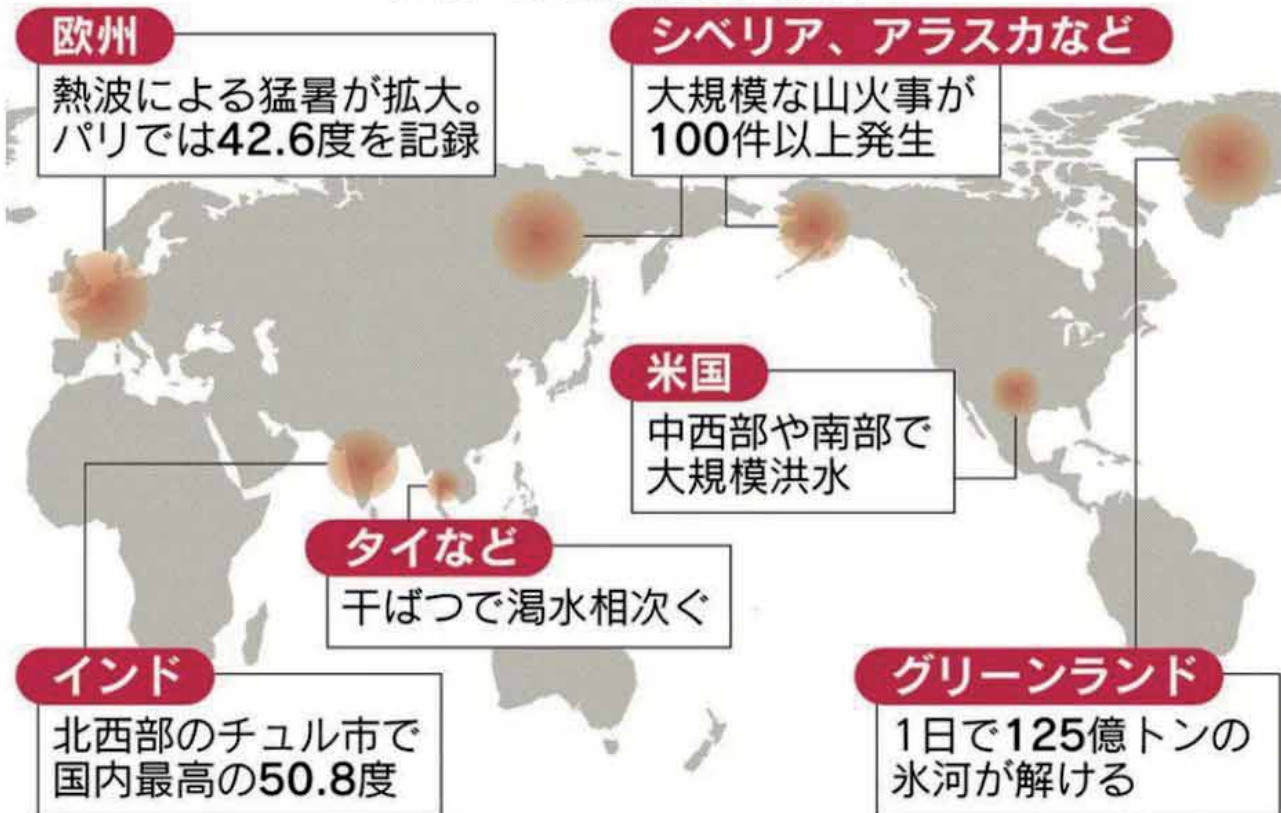 欧州
熱波による猛暑が拡大。
パリでは42.6度を記録
シベリア、アラスカなど
大規模な山火事が
100件以上発生
米国
中西部や南部で
大規模洪水
タイなど
干ばつで渇水相次ぐ
インド
北西部のチュル市で
国内最高の50.8度
グリーンランド
1日で125億トンの
氷河が解ける